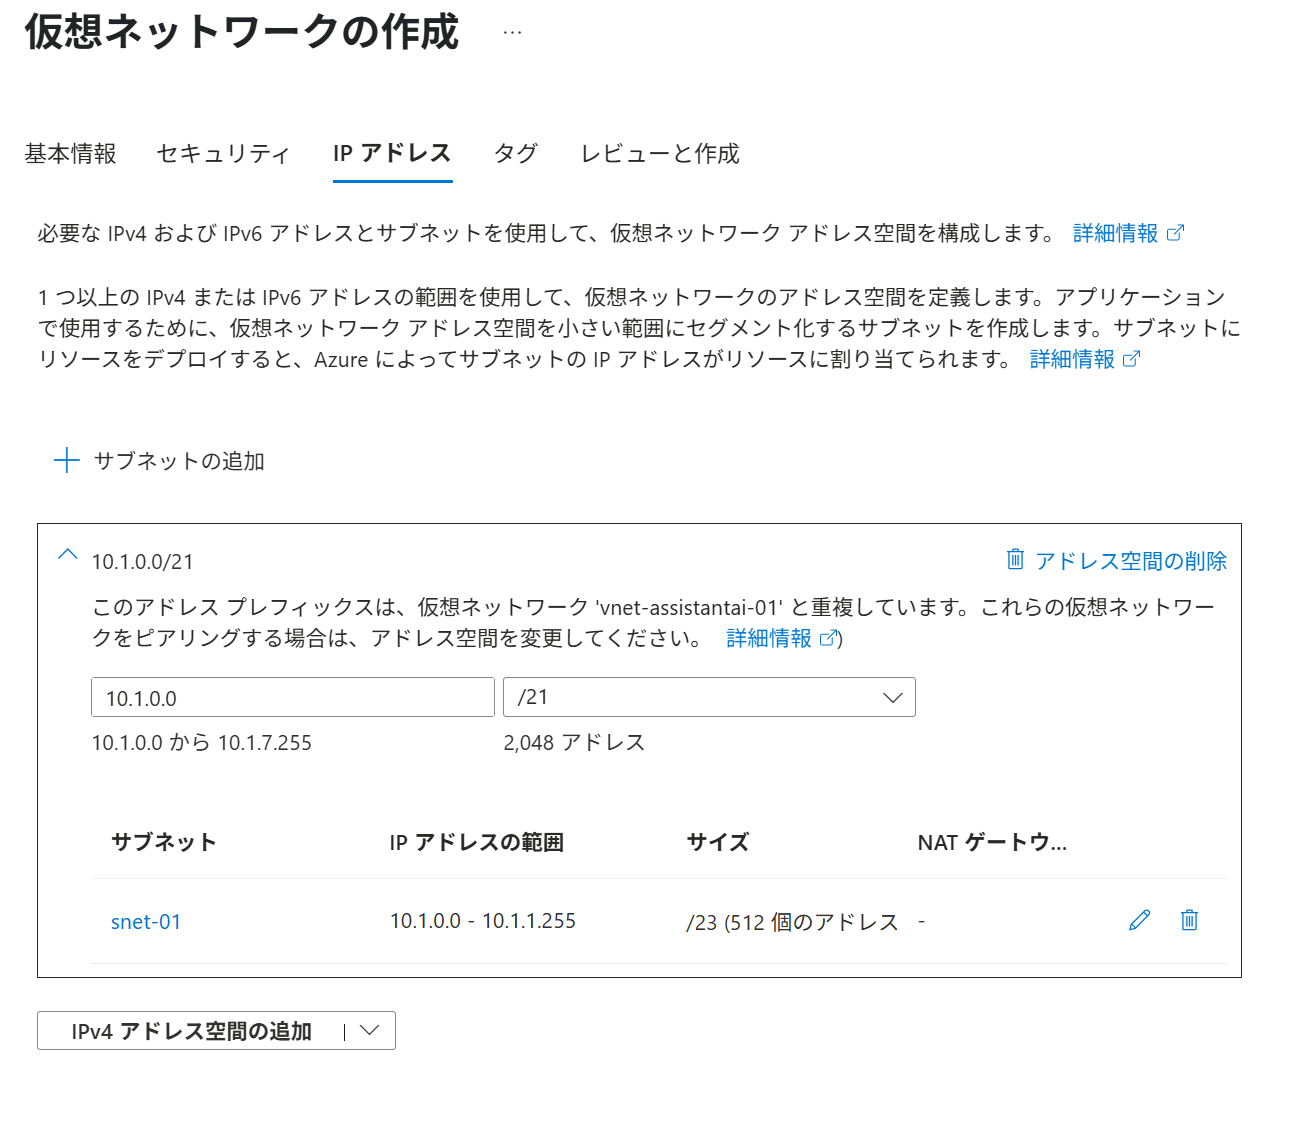 仮想ネットワークの作成 …
基本情報 セキュリティ IP アドレス タグ レビューと作成
必要な IPv4 および IPv6 アドレスとサブネットを使用して、仮想ネットワーク アドレス空間を構成します。 詳細情報
1 つ以上の IPv4 または IPv6 アドレスの範囲を使用して、仮想ネットワークのアドレス空間を定義します。アプリケーション
で使用するために、仮想ネットワーク アドレス空間を小さい範囲にセグメント化するサブネットを作成します。サブネットに
リソースをデプロイすると、Azure によってサブネットの IP アドレスがリソースに割り当てられます。 詳細情報
サブネットの追加
10.1.0.0/21 アドレス空間の削除
このアドレス プレフィックスは、仮想ネットワーク 'vnet-assistantai-01' と重複しています。これらの仮想ネットワー
クをピアリングする場合は、アドレス空間を変更してください。 詳細情報 )
10.1.0.0 /21
10.1.0.0 から 10.1.7.255 2,048 アドレス
サブネット IP アドレスの範囲 サイズ NAT ゲートウ...
snet-01 10.1.0.0 - 10.1.1.255 /23 (512 個のアドレス -
IPv4 アドレス空間の追加 |